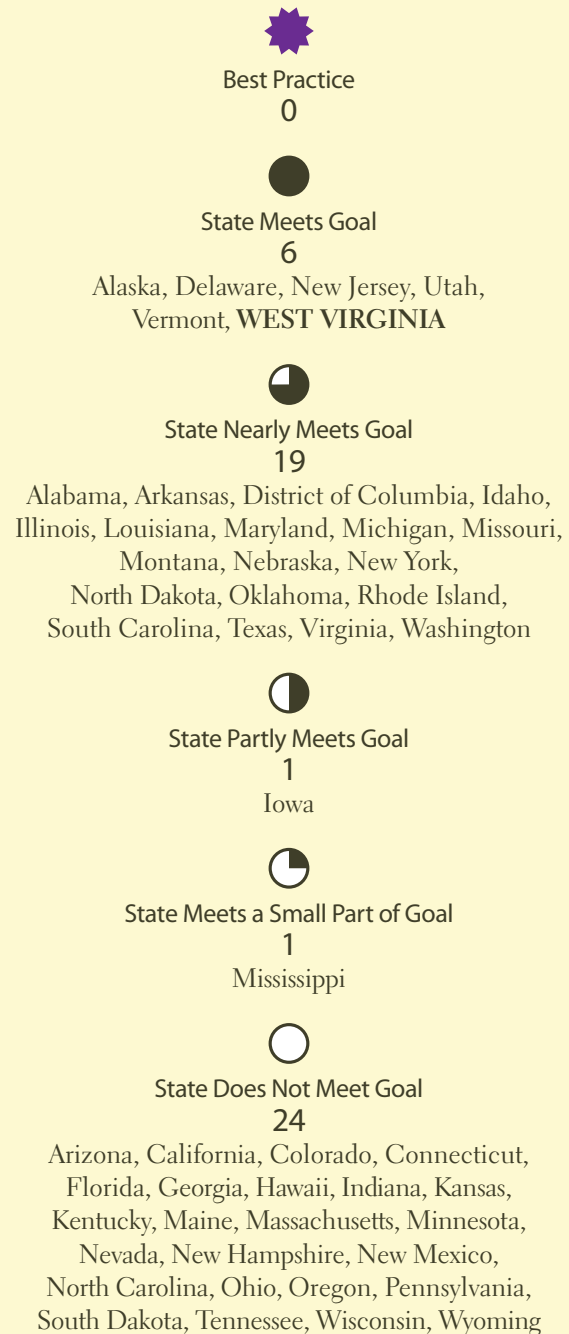 Best Practice
0
State Meets Goal
6
Alaska, Delaware, New Jersey, Utah,
Vermont, WEST VIRGINIA
State Nearly Meets Goal
19
Alabama, Arkansas, District of Columbia, Idaho,
Illinois, Louisiana, Maryland, Michigan, Missouri,
Montana, Nebraska, New York,
North Dakota, Oklahoma, Rhode Island,
South Carolina, Texas, Virginia, Washington
State Partly Meets Goal
1
Iowa
State Meets a Small Part of Goal
1
Mississippi
State Does Not Meet Goal
24
Arizona, California, Colorado, Connecticut,
Florida, Georgia, Hawaii, Indiana, Kansas,
Kentucky, Maine, Massachusetts, Minnesota,
Nevada, New Hampshire, New Mexico,
North Carolina, Ohio, Oregon, Pennsylvania,
South Dakota, Tennessee, Wisconsin, Wyoming